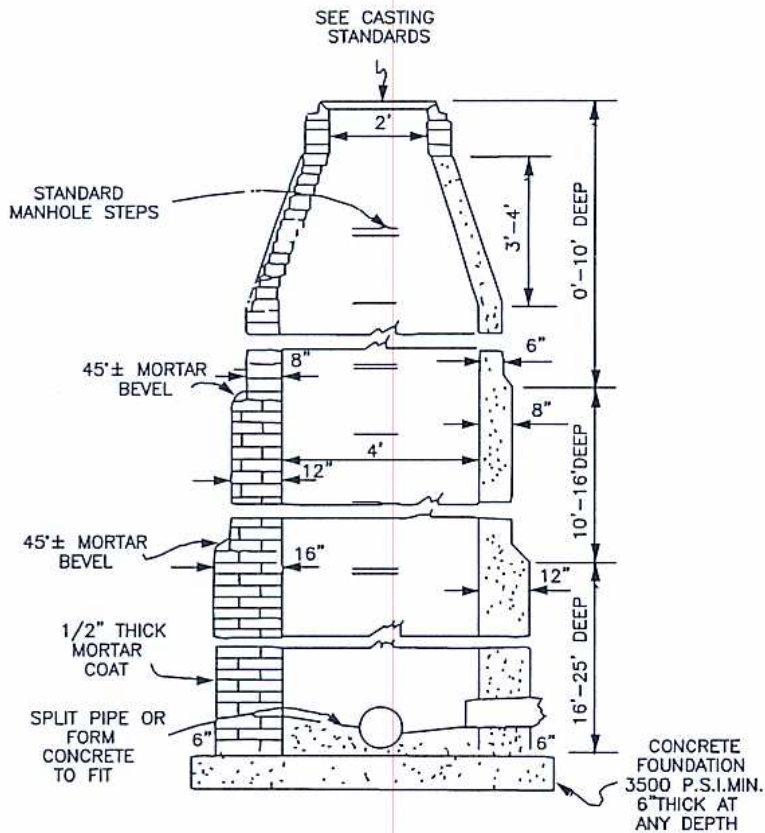 SEE CASTING
STANDARDS
2'
STANDARD
MANHOLE STEPS
3'-4'
0'-10' DEEP
45'± MORTAR
BEVEL
8"
6"
8"
4'
12"
10'-16'DEEP
45'± MORTAR
BEVEL
16"
12"
1/2" THICK
MORTAR
COAT
16'-25' DEEP
SPLIT PIPE OR
FORM
CONCRETE
TO FIT
6"
6"
CONCRETE
FOUNDATION
3500 P.S.I.MIN.
6"THICK AT
ANY DEPTH